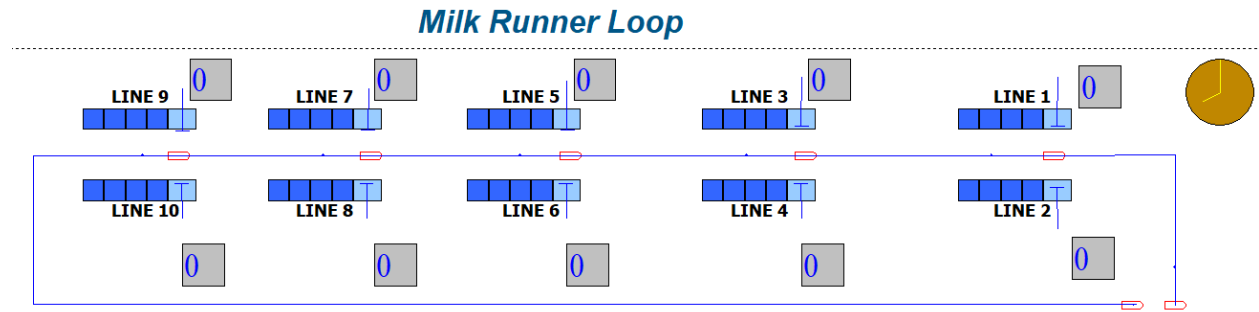 Milk Runner Loop
0 0 0 0 0
LINE 9 LINE 7 LINE 5 LINE 3 LINE 1
LINE 10 LINE 8 LINE 6 LINE 4 LINE 2
0 0 0 0 0